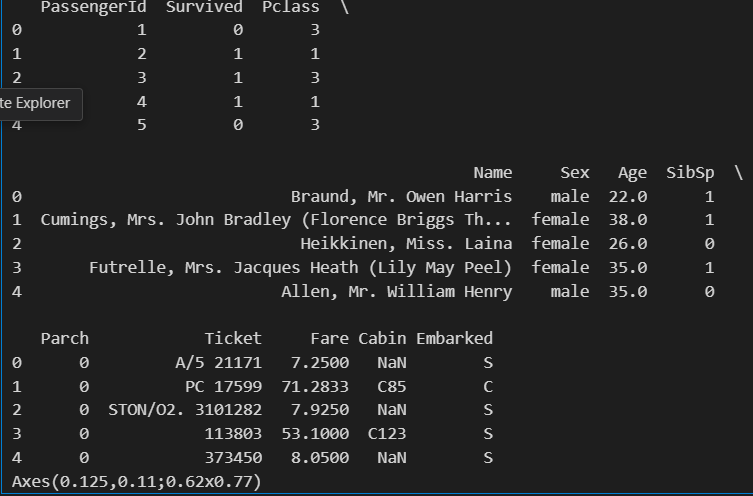 PassengerId  Survived  Pclass  \
0            1         0       3
1            2         1       1
2            3         1       3
te Explorer  4         1       1
4            5         0       3

                                                Name     Sex   Age  SibSp  \
0                            Braund, Mr. Owen Harris    male  22.0      1
1  Cumings, Mrs. John Bradley (Florence Briggs Th...  female  38.0      1
2                             Heikkinen, Miss. Laina  female  26.0      0
3       Futrelle, Mrs. Jacques Heath (Lily May Peel)  female  35.0      1
4                           Allen, Mr. William Henry    male  35.0      0

   Parch            Ticket     Fare Cabin Embarked
0      0         A/5 21171   7.2500   NaN        S
1      0          PC 17599  71.2833   C85        C
2      0  STON/O2. 3101282   7.9250   NaN        S
3      0            113803  53.1000  C123        S
4      0            373450   8.0500   NaN        S
Axes(0.125,0.11;0.62x0.77)